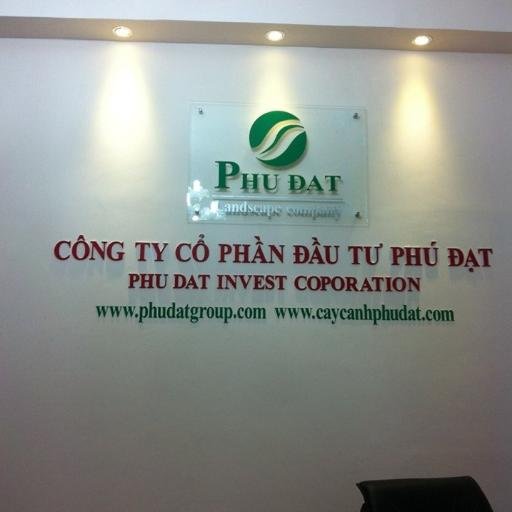 PHU ĐAT
Landscape company
CÔNG TY CỔ PHẦN ĐẦU TƯ PHÚ ĐẠT
PHU DAT INVEST COPORATION
www.phudatgroup.com www.caycanhphudat.com